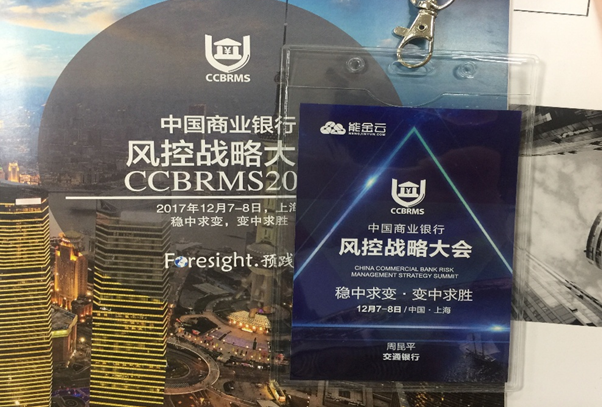 CCBRMS
中国商业银行
风控战略大
CCBRMS20
2017年12月7-8日，上海
稳中求变，变中求胜
Foresight.预践
能金云
CCBRMS
中国商业银行
风控战略大会
CHINA COMMERCIAL BANK RISK
MANAGEMENT STRATEGY SUMMIT
稳中求变·变中求胜
12月7-8日/中国·上海
周昆平
交通银行